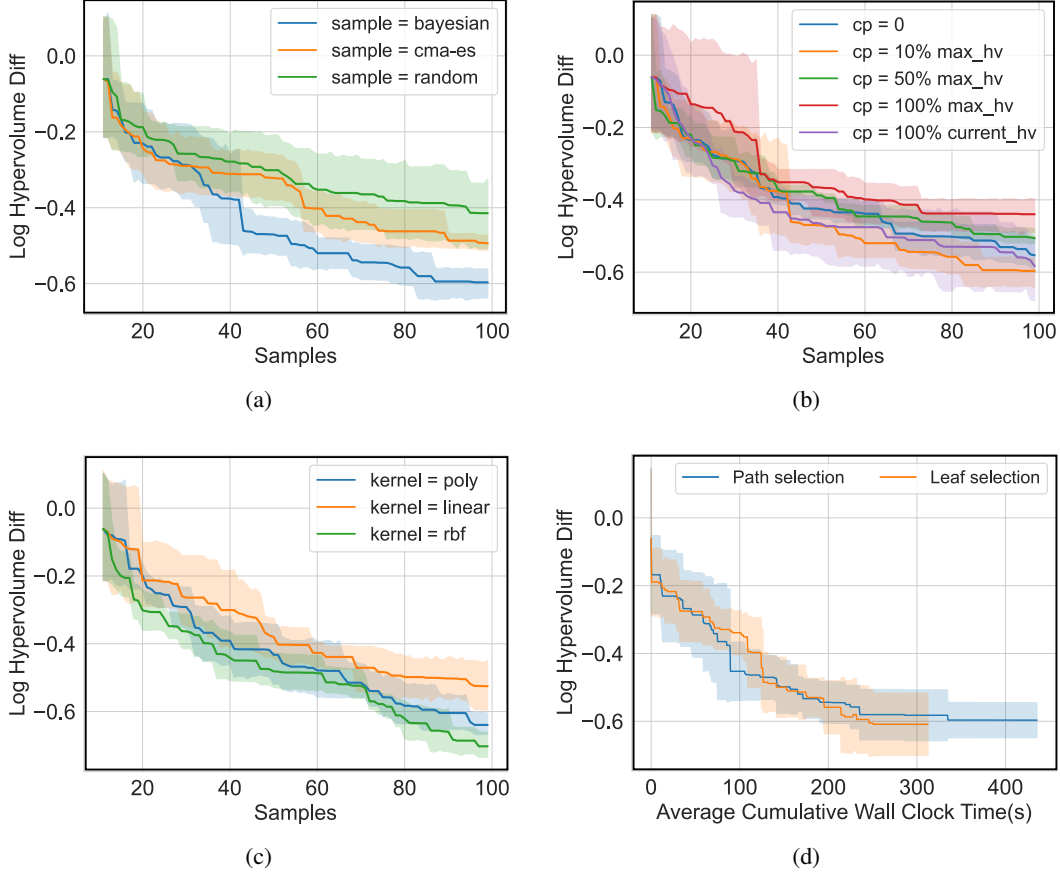 sample = bayesian
sample = cma-es
sample = random
0.0
−0.2
−0.4
−0.6
Log Hypervolume Diff
20 40 60 80 100
Samples
(a)
cp = 0
cp = 10% max_hv
cp = 50% max_hv
cp = 100% max_hv
cp = 100% current_hv
0.0
−0.2
−0.4
−0.6
Log Hypervolume Diff
20 40 60 80 100
Samples
(b)
kernel = poly
kernel = linear
kernel = rbf
0.0
−0.2
−0.4
−0.6
Log Hypervolume Diff
20 40 60 80 100
Samples
(c)
Path selection Leaf selection
0.0
−0.2
−0.4
−0.6
Log Hypervolume Diff
0 100 200 300 400
Average Cumulative Wall Clock Time(s)
(d)